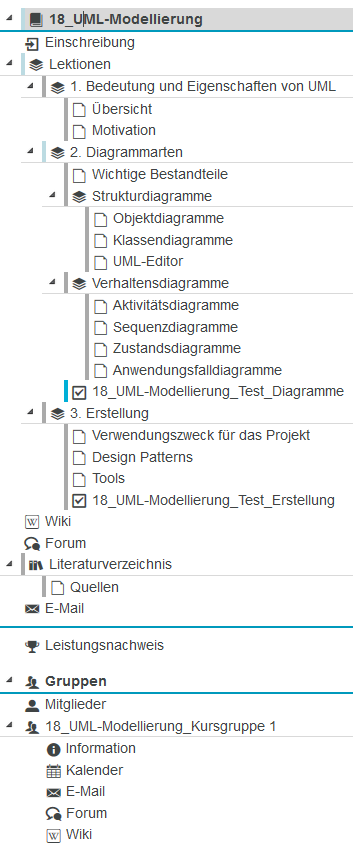 18_UML-Modellierung
Einschreibung
Lektionen
1. Bedeutung und Eigenschaften von UML
Übersicht
Motivation
2. Diagrammarten
Wichtige Bestandteile
Strukturdiagramme
Objektdiagramme
Klassendiagramme
UML-Editor
Verhaltensdiagramme
Aktivitätsdiagramme
Sequenzdiagramme
Zustandsdiagramme
Anwendungsfalldiagramme
18_UML-Modellierung_Test_Diagramme
3. Erstellung
Verwendungszweck für das Projekt
Design Patterns
Tools
18_UML-Modellierung_Test_Erstellung
W Wiki
Forum
Literaturverzeichnis
Quellen
E-Mail
Leistungsnachweis
Gruppen
Mitglieder
18_UML-Modellierung_Kursgruppe 1
Information
Kalender
E-Mail
Forum
W Wiki